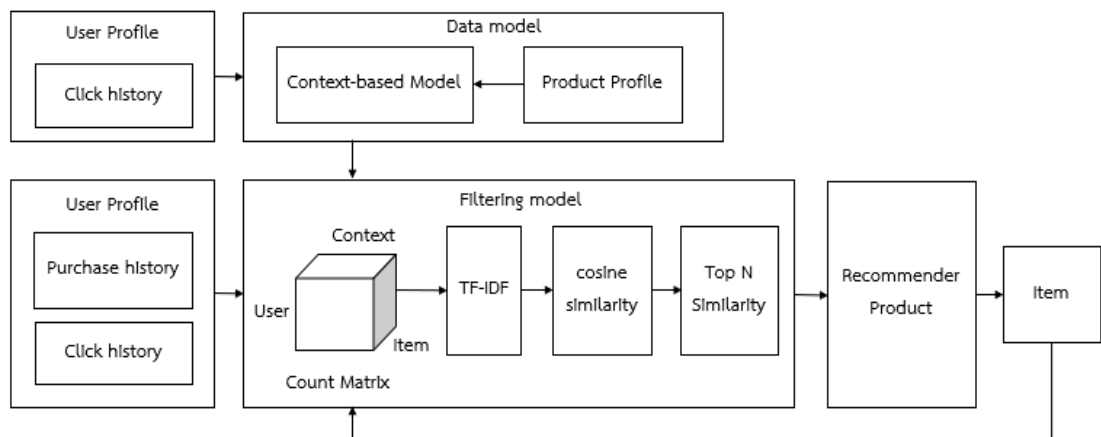 User Profile
Click history
Data model
Context-based Model
Product Profile
User Profile
Purchase history
Click history
Filtering model
Context
User
Item
Count Matrix
TF-IDF
cosine
similarity
Top N
Similarity
Recommender
Product
Item